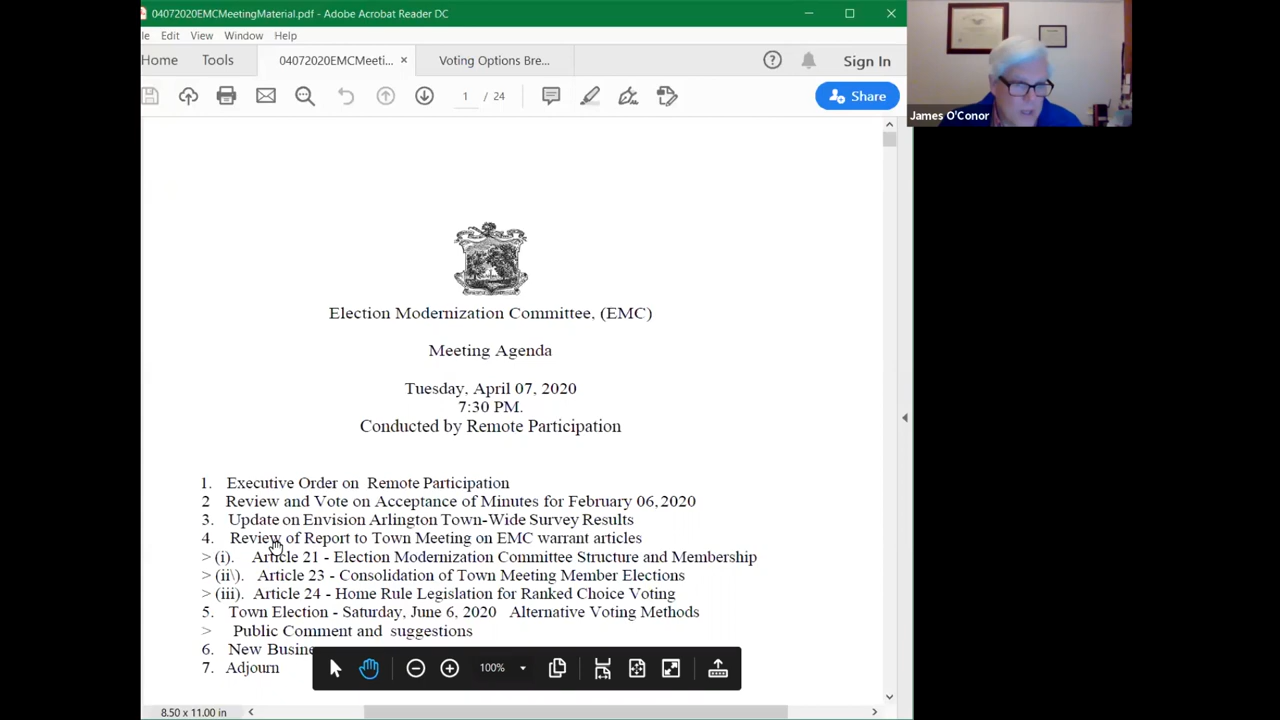 04072020EMCMeetingMaterial.pdf - Adobe Acrobat Reader DC
le Edit View Window Help
Home Tools 04072020EMCMeeti... × Voting Options Bre... Sign In
1 / 24 Share
James O'Conor
Election Modernization Committee, (EMC)
Meeting Agenda
Tuesday, April 07, 2020
7:30 PM.
Conducted by Remote Participation
1. Executive Order on Remote Participation
2 Review and Vote on Acceptance of Minutes for February 06, 2020
3. Update on Envision Arlington Town-Wide Survey Results
4. Review of Report to Town Meeting on EMC warrant articles
> (i). Article 21 - Election Modernization Committee Structure and Membership
> (ii\). Article 23 - Consolidation of Town Meeting Member Elections
> (iii). Article 24 - Home Rule Legislation for Ranked Choice Voting
5. Town Election - Saturday, June 6, 2020 Alternative Voting Methods
> Public Comment and suggestions
6. New Busine
7. Adjourn
100%
8.50 x 11.00 in